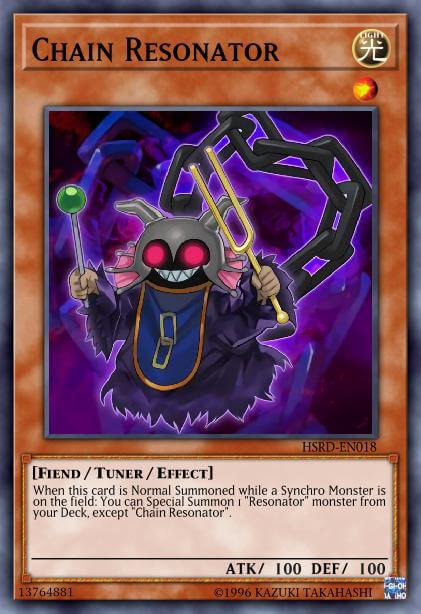 Chain Resonator
LIGHT
光
HSRD-EN018
[Fiend / Tuner / Effect]
When this card is Normal Summoned while a Synchro Monster is
on the field: You can Special Summon 1 "Resonator" monster from
your Deck, except "Chain Resonator".
ATK/ 100 DEF/ 100
13764881
©1996 KAZUKI TAKAHASHI